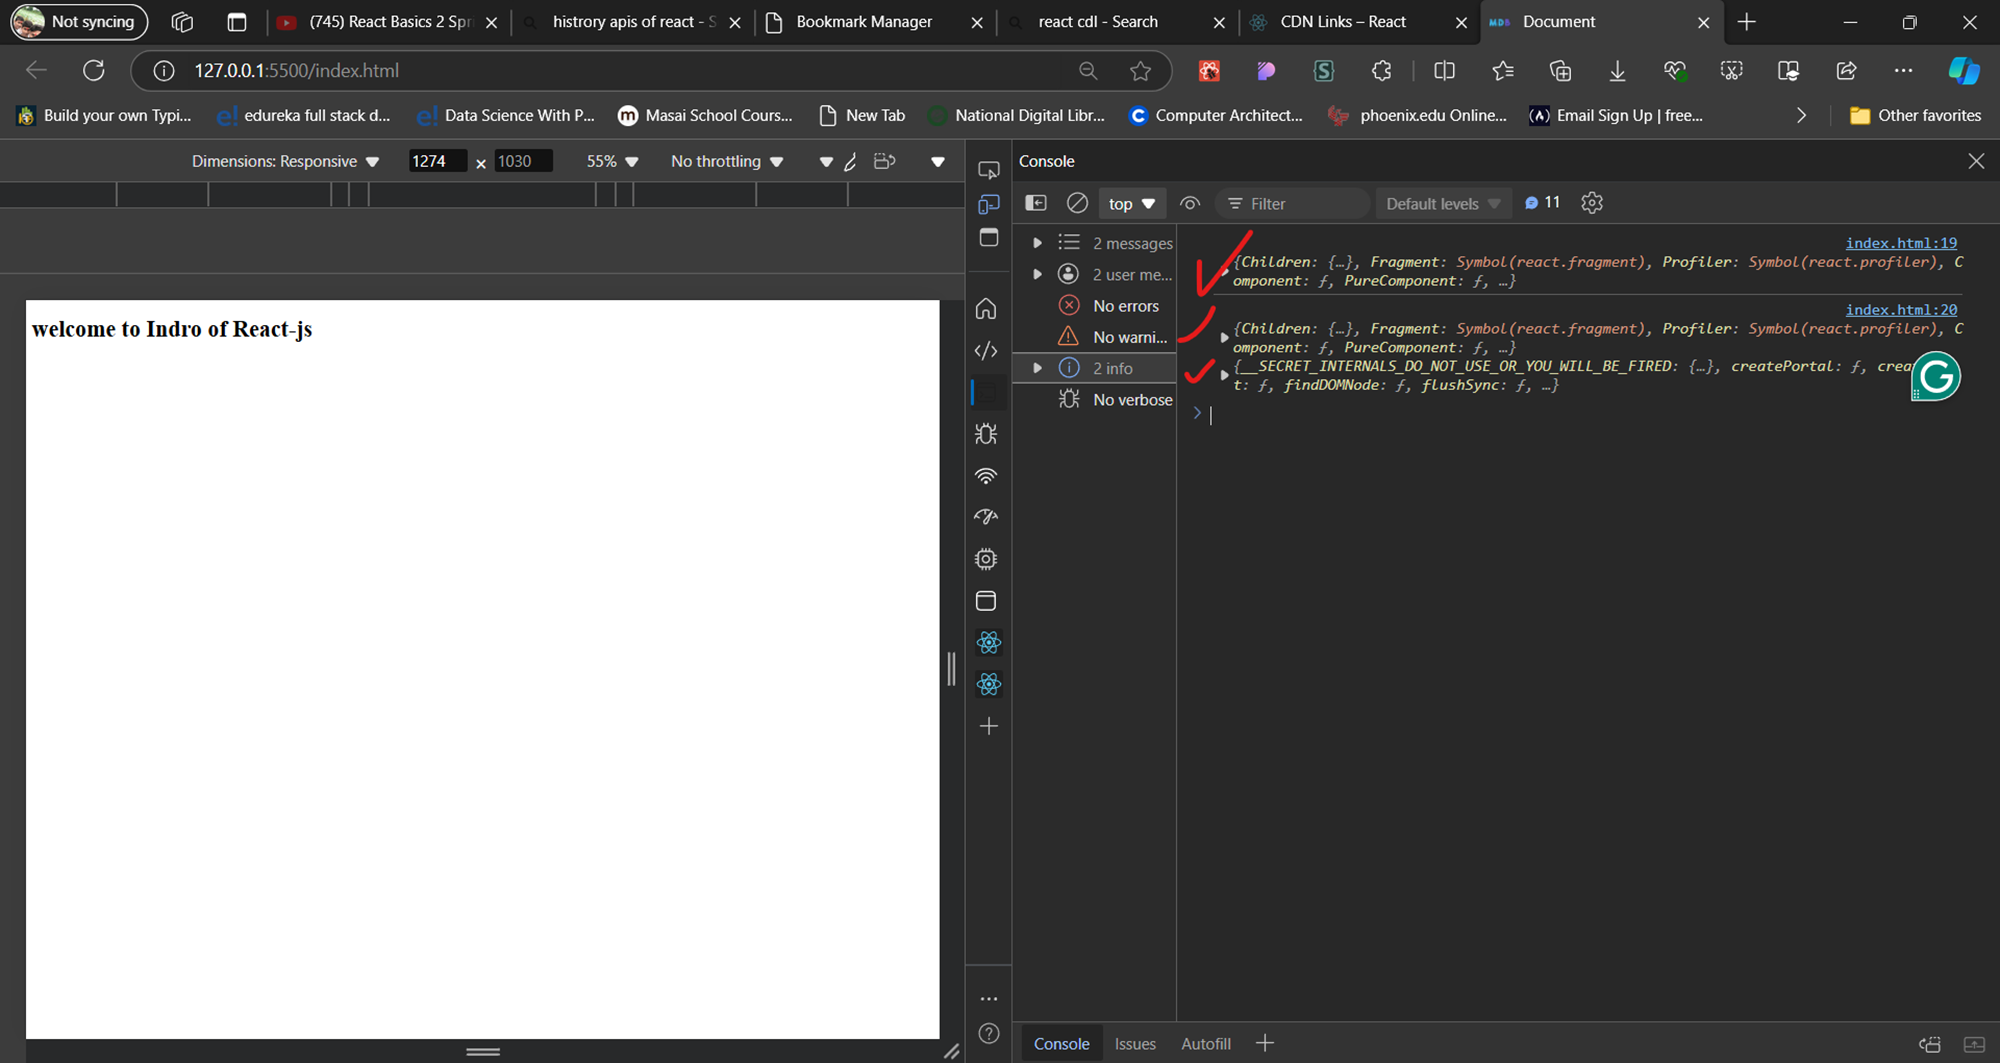 Not syncing
(745) React Basics 2 Spri
histrory apis of react - S
Bookmark Manager
react cdl - Search
CDN Links – React
MDB Document
127.0.0.1:5500/index.html
Build your own Typi...
e! edureka full stack d...
e! Data Science With P...
m Masai School Cours...
New Tab
National Digital Libr...
C Computer Architect...
phoenix.edu Online...
(Λ) Email Sign Up | free...
Other favorites
Dimensions: Responsive
1274 × 1030
55%
No throttling
Console
top
Filter
Default levels
11
2 messages
2 user me...
No errors
No warni...
2 info
No verbose
index.html:19
{Children: {…}, Fragment: Symbol(react.fragment), Profiler: Symbol(react.profiler), C
omponent: ƒ, PureComponent: ƒ, …}
index.html:20
{Children: {…}, Fragment: Symbol(react.fragment), Profiler: Symbol(react.profiler), C
omponent: ƒ, PureComponent: ƒ, …}
{__SECRET_INTERNALS_DO_NOT_USE_OR_YOU_WILL_BE_FIRED: {…}, createPortal: ƒ, crea
t: ƒ, findDOMNode: ƒ, flushSync: ƒ, …}
G
welcome to Indro of React-js
Console
Issues
Autofill